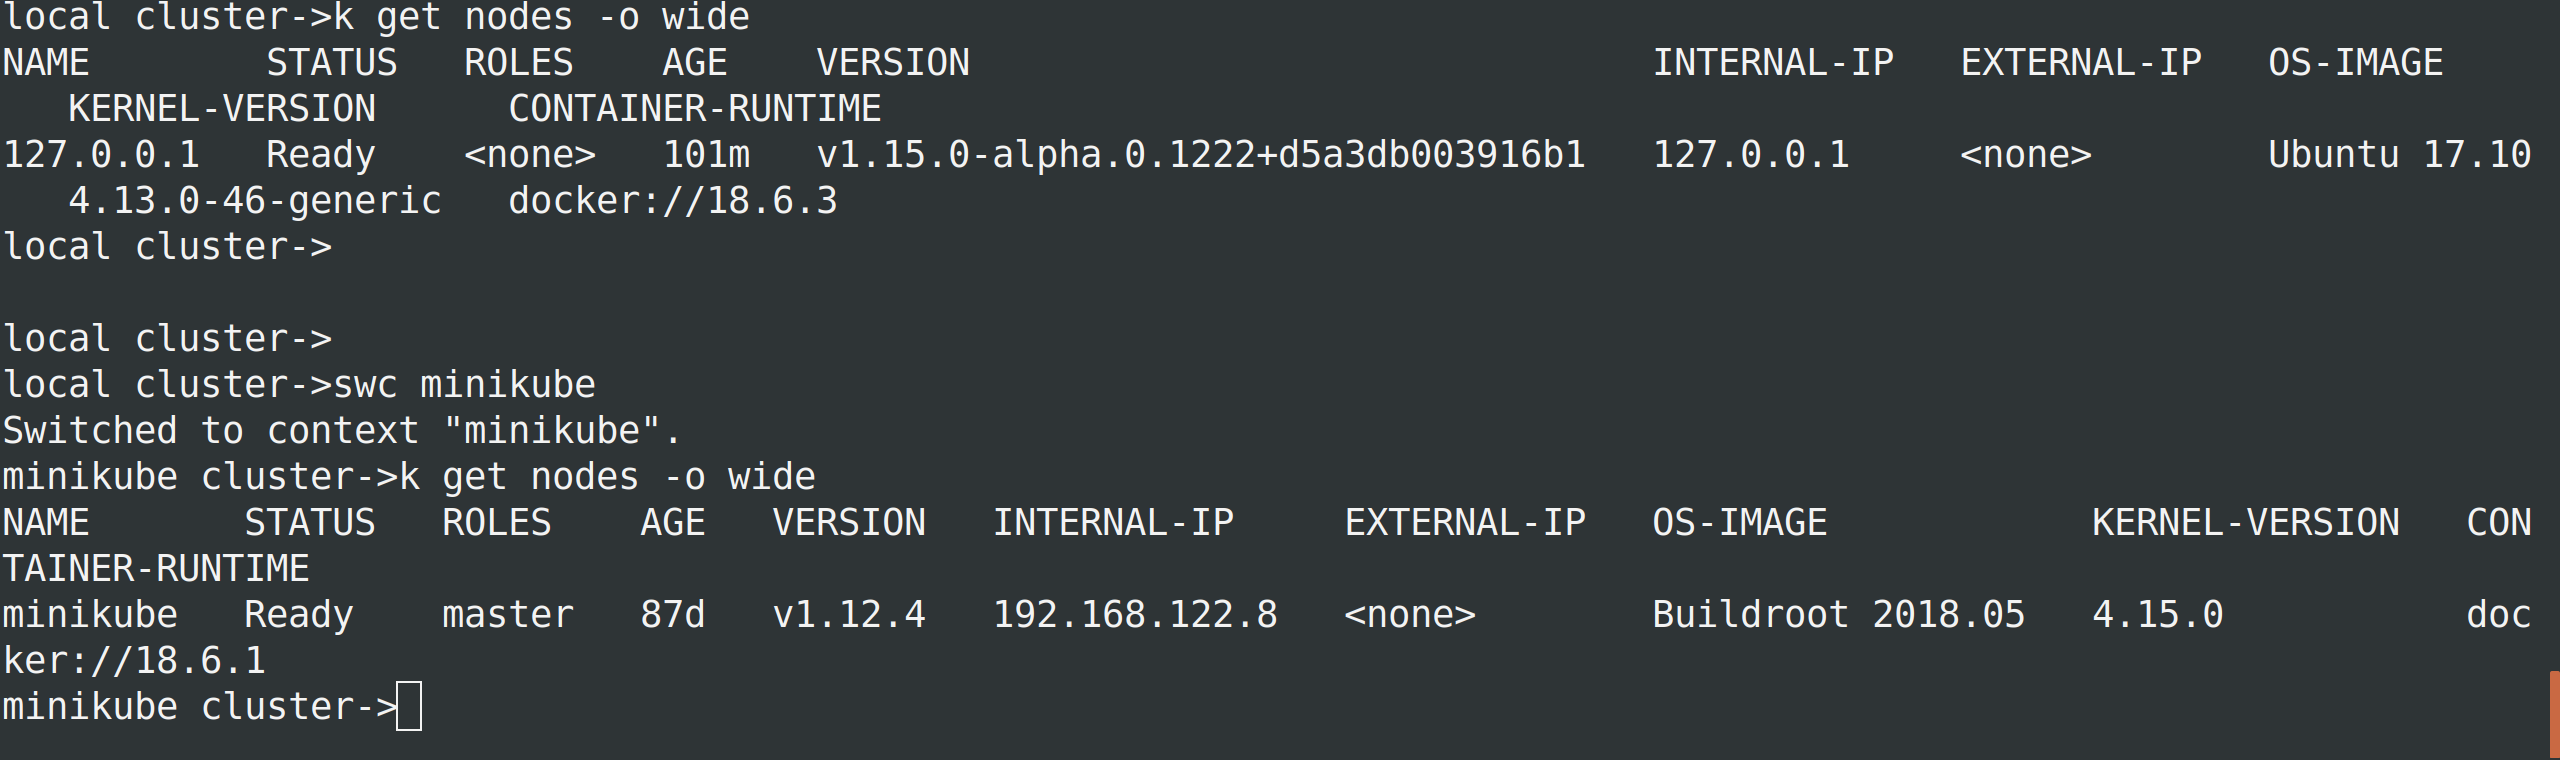 local cluster->k get nodes -o wide
NAME        STATUS   ROLES    AGE    VERSION                               INTERNAL-IP   EXTERNAL-IP   OS-IMAGE
   KERNEL-VERSION      CONTAINER-RUNTIME
127.0.0.1   Ready    <none>   101m   v1.15.0-alpha.0.1222+d5a3db003916b1   127.0.0.1     <none>        Ubuntu 17.10
   4.13.0-46-generic   docker://18.6.3
local cluster->
local cluster->
local cluster->swc minikube
Switched to context "minikube".
minikube cluster->k get nodes -o wide
NAME       STATUS   ROLES    AGE   VERSION   INTERNAL-IP     EXTERNAL-IP   OS-IMAGE            KERNEL-VERSION   CON
TAINER-RUNTIME
minikube   Ready    master   87d   v1.12.4   192.168.122.8   <none>        Buildroot 2018.05   4.15.0           doc
ker://18.6.1
minikube cluster->